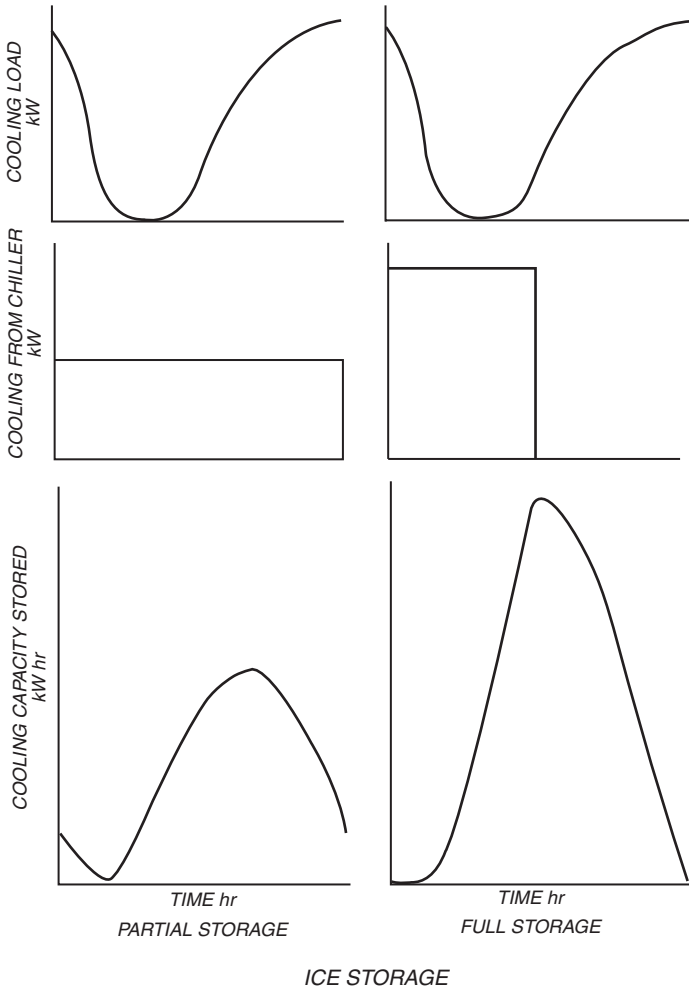 COOLING LOAD
kW
COOLING FROM CHILLER
kW
COOLING CAPACITY STORED
kW hr
TIME hr
TIME hr
PARTIAL STORAGE
FULL STORAGE
ICE STORAGE